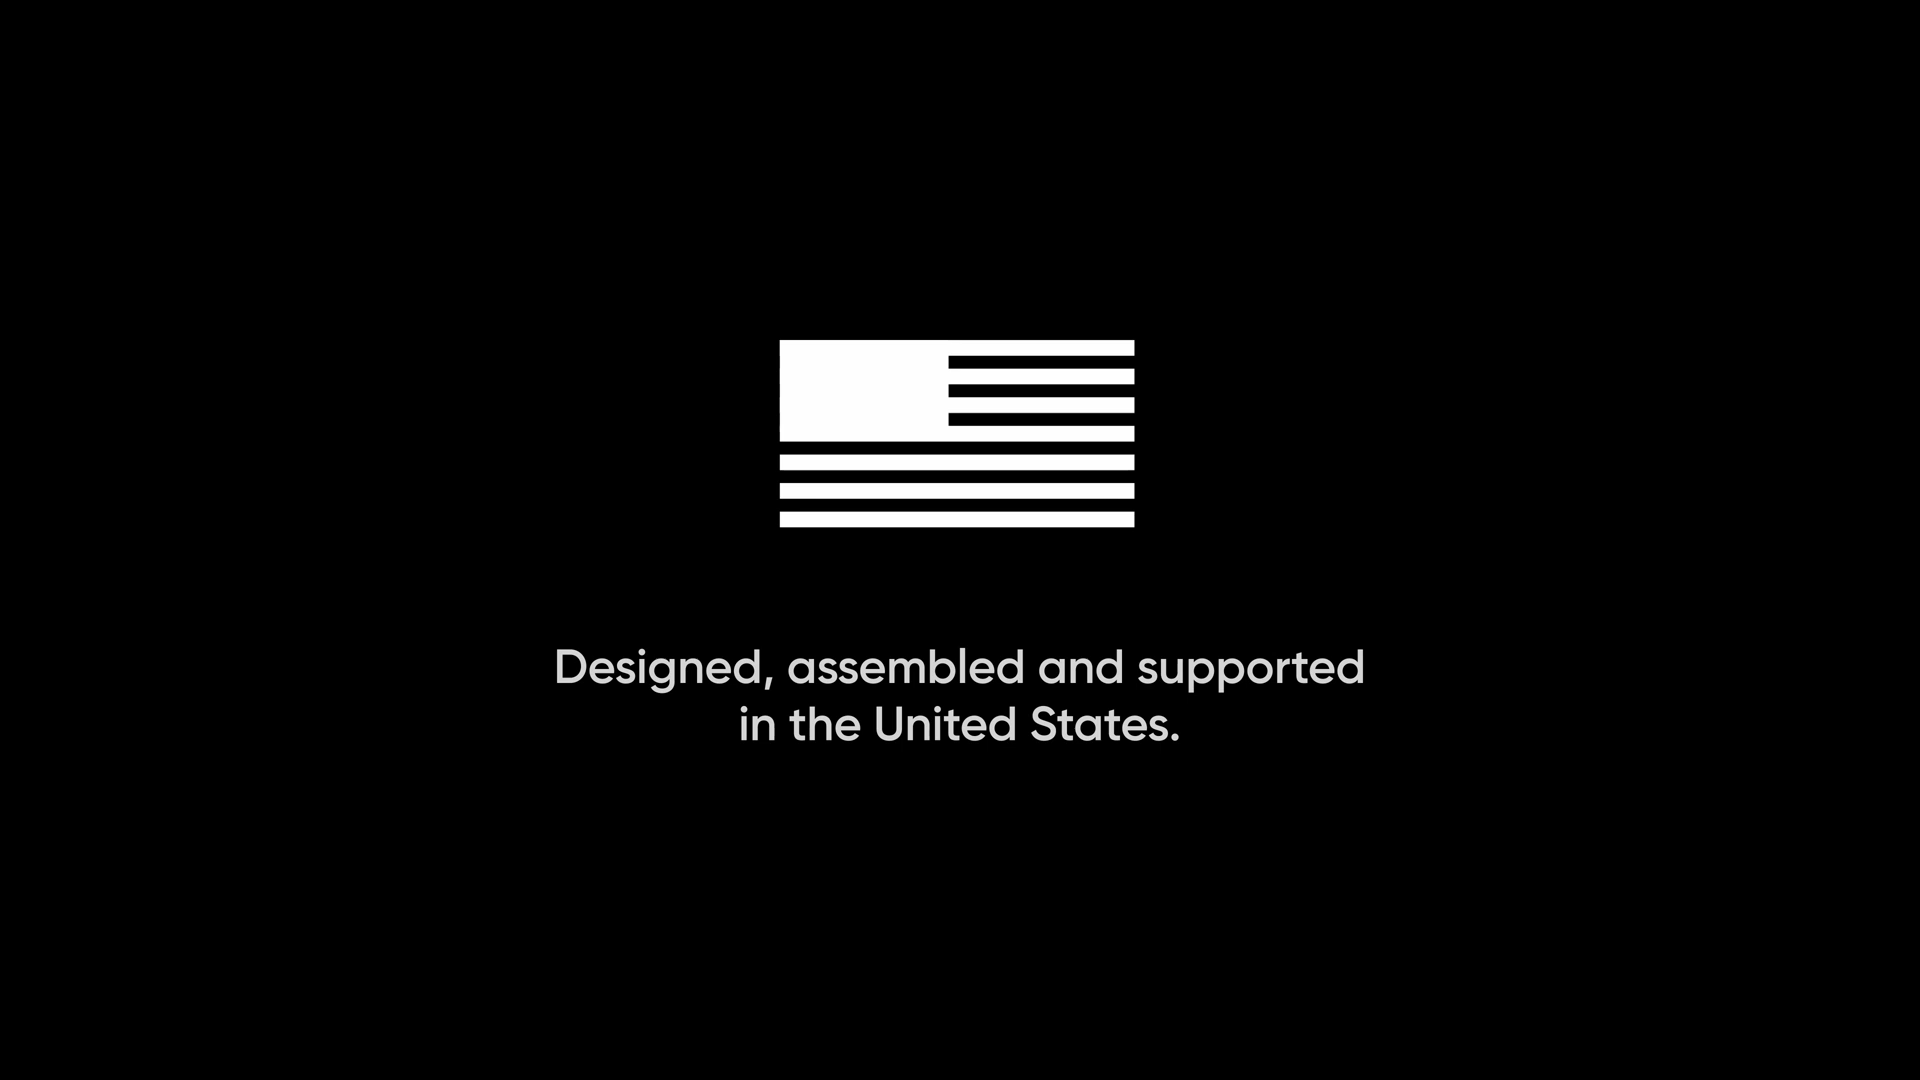 Designed, assembled and supported
in the United States.